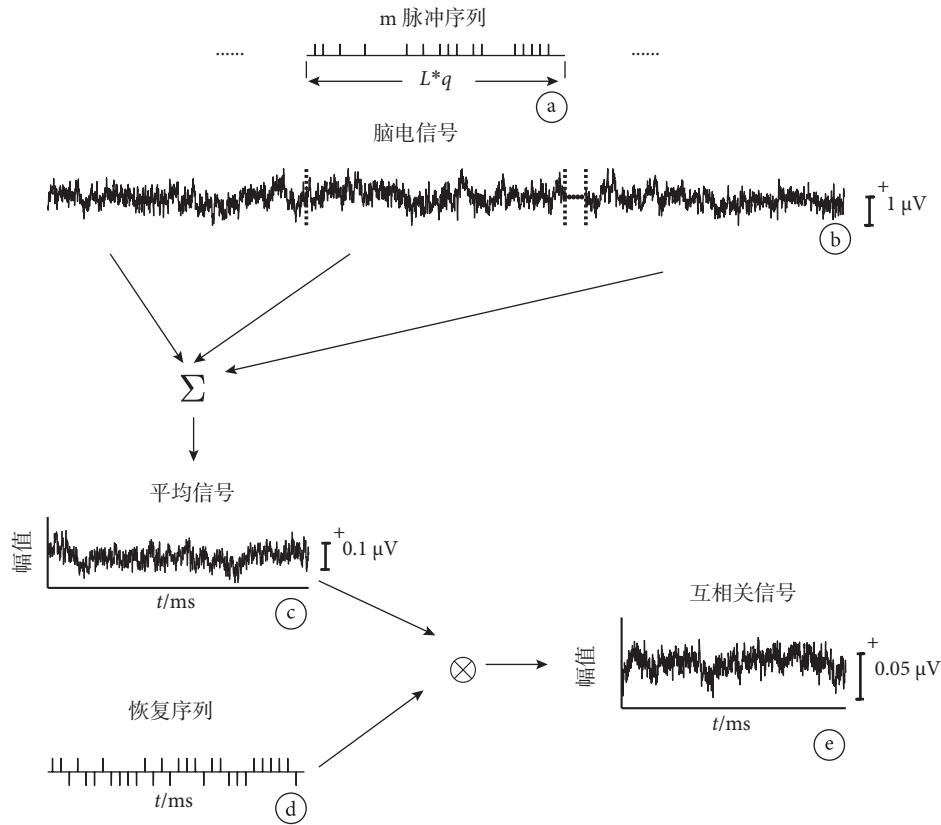 m 脉冲序列
...... ......
L*q
a
脑电信号
+
1 μV
b
Σ
平均信号
幅值
+
0.1 μV
t/ms
c
互相关信号
幅值
+
0.05 μV
t/ms
e
恢复序列
t/ms
d